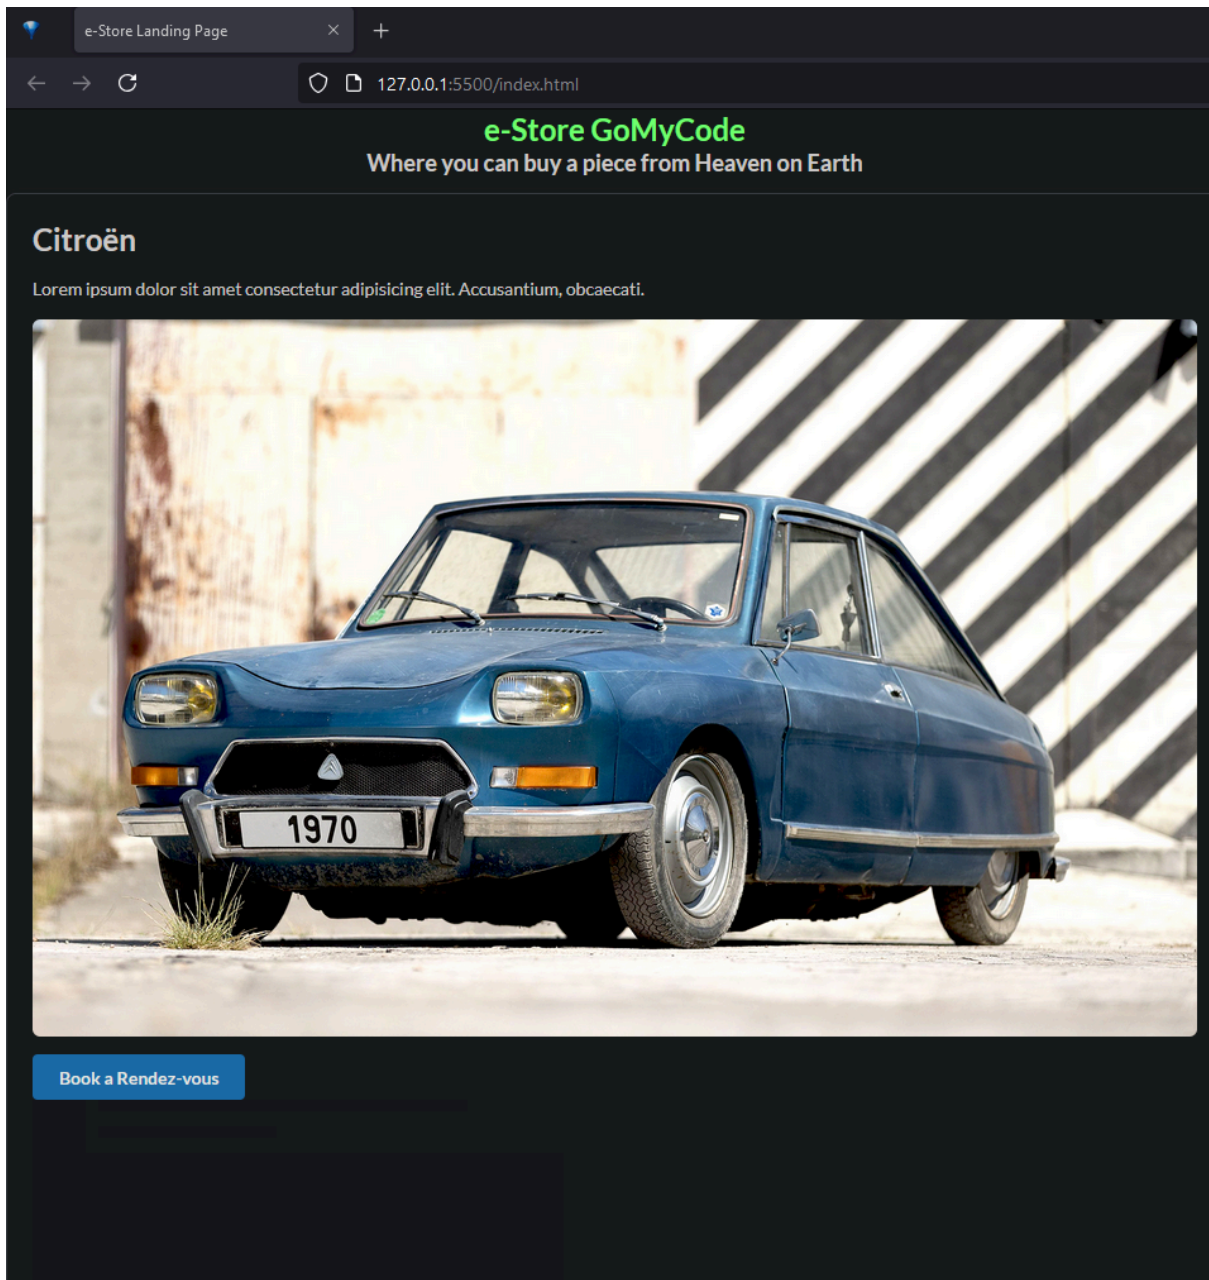 e-Store Landing Page
127.0.0.1:5500/index.html
e-Store GoMyCode
Where you can buy a piece from Heaven on Earth
Citroën
Lorem ipsum dolor sit amet consectetur adipisicing elit. Accusantium, obcaecati.
1970
Book a Rendez-vous